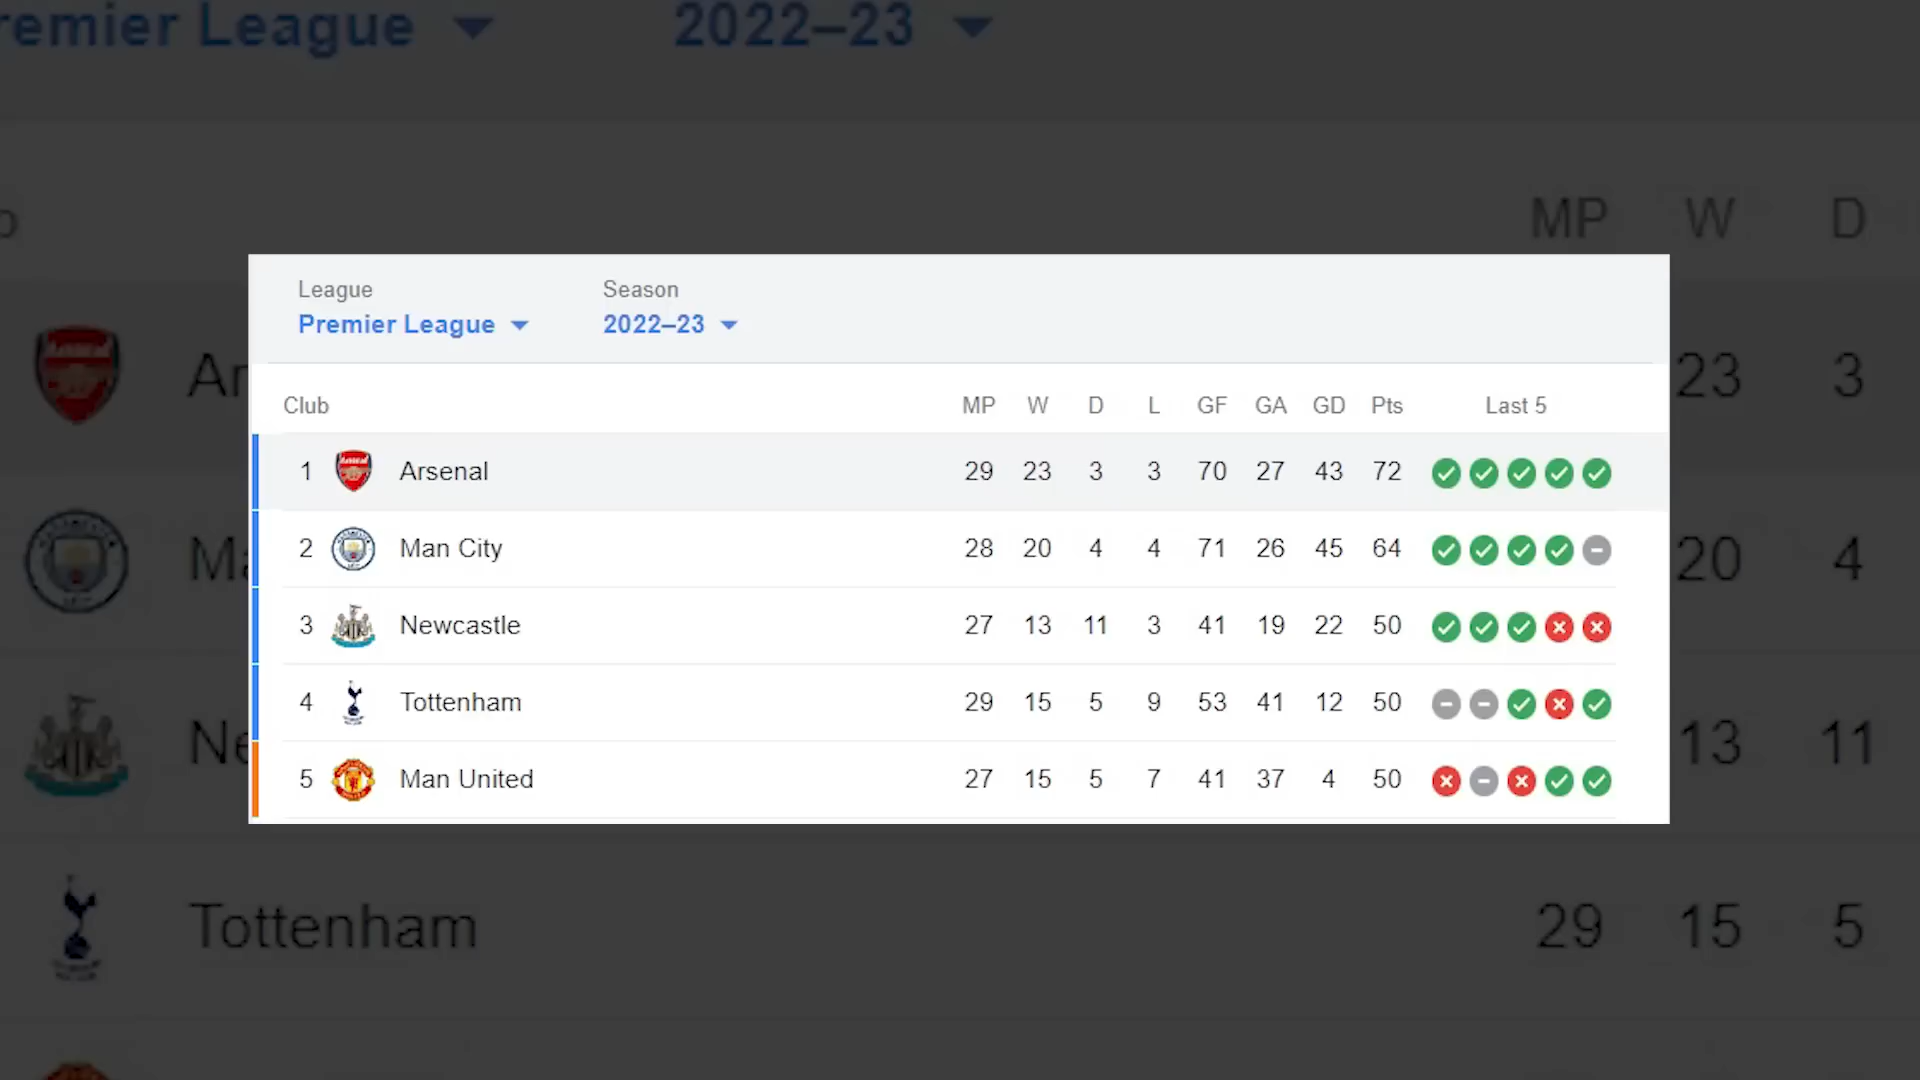 remier League 2022–23
MP W D
League Season
Premier League 2022–23
Club MP W D L GF GA GD Pts Last 5
1 Arsenal 29 23 3 3 70 27 43 72
2 Man City 28 20 4 4 71 26 45 64
3 Newcastle 27 13 11 3 41 19 22 50
4 Tottenham 29 15 5 9 53 41 12 50
5 Man United 27 15 5 7 41 37 4 50
Ar 23 3
Ma 20 4
Ne 13 11
Tottenham 29 15 5